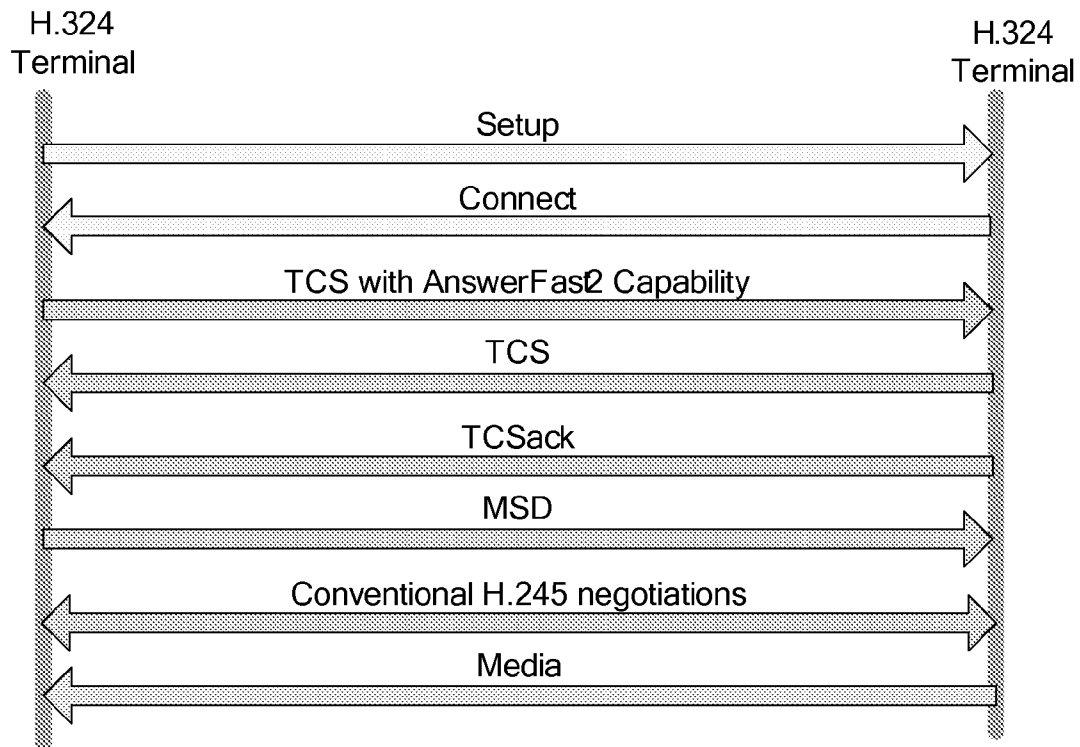 H.324
Terminal
H.324
Terminal
Setup
Connect
TCS with AnswerFast2 Capability
TCS
TCSack
MSD
Conventional H.245 negotiations
Media